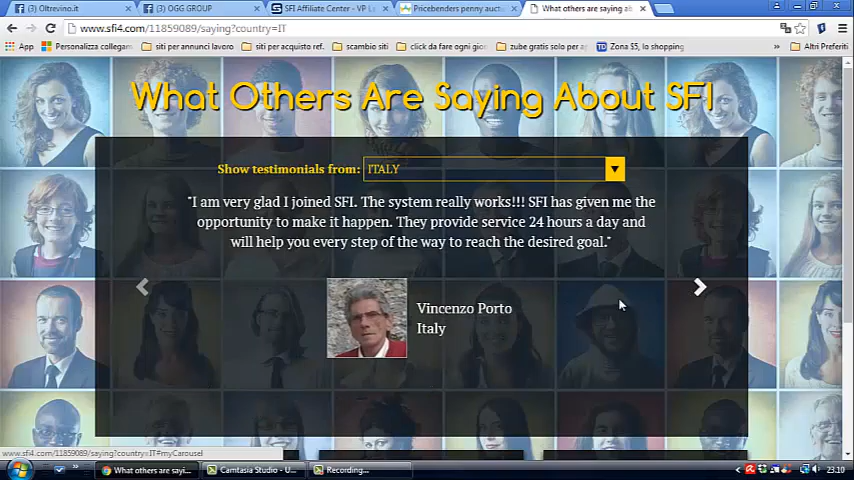 (3) Oltrevino.it
(3) OGG GROUP
SFI Affiliate Center - VP L
Pricebenders penny auct
What others are saying ab
www.sfi4.com/11859089/saying?country=IT
App
Personalizza collegam
siti per annunci lavoro
siti per acquisto ref.
scambio siti
click da fare ogni gior
zube gratis solo per
Zona $5, lo shopping
Altri Preferiti
What Others Are Saying About SFI
Show testimonials from: ITALY
"I am very glad I joined SFI. The system really works!!! SFI has given me the
opportunity to make it happen. They provide service 24 hours a day and
will help you every step of the way to reach the desired goal."
Vincenzo Porto
Italy
www.sfi4.com/11859089/saying?country=IT#myCarousel
What others are sayi...
Camtasia Studio - U...
Recording...
23.10